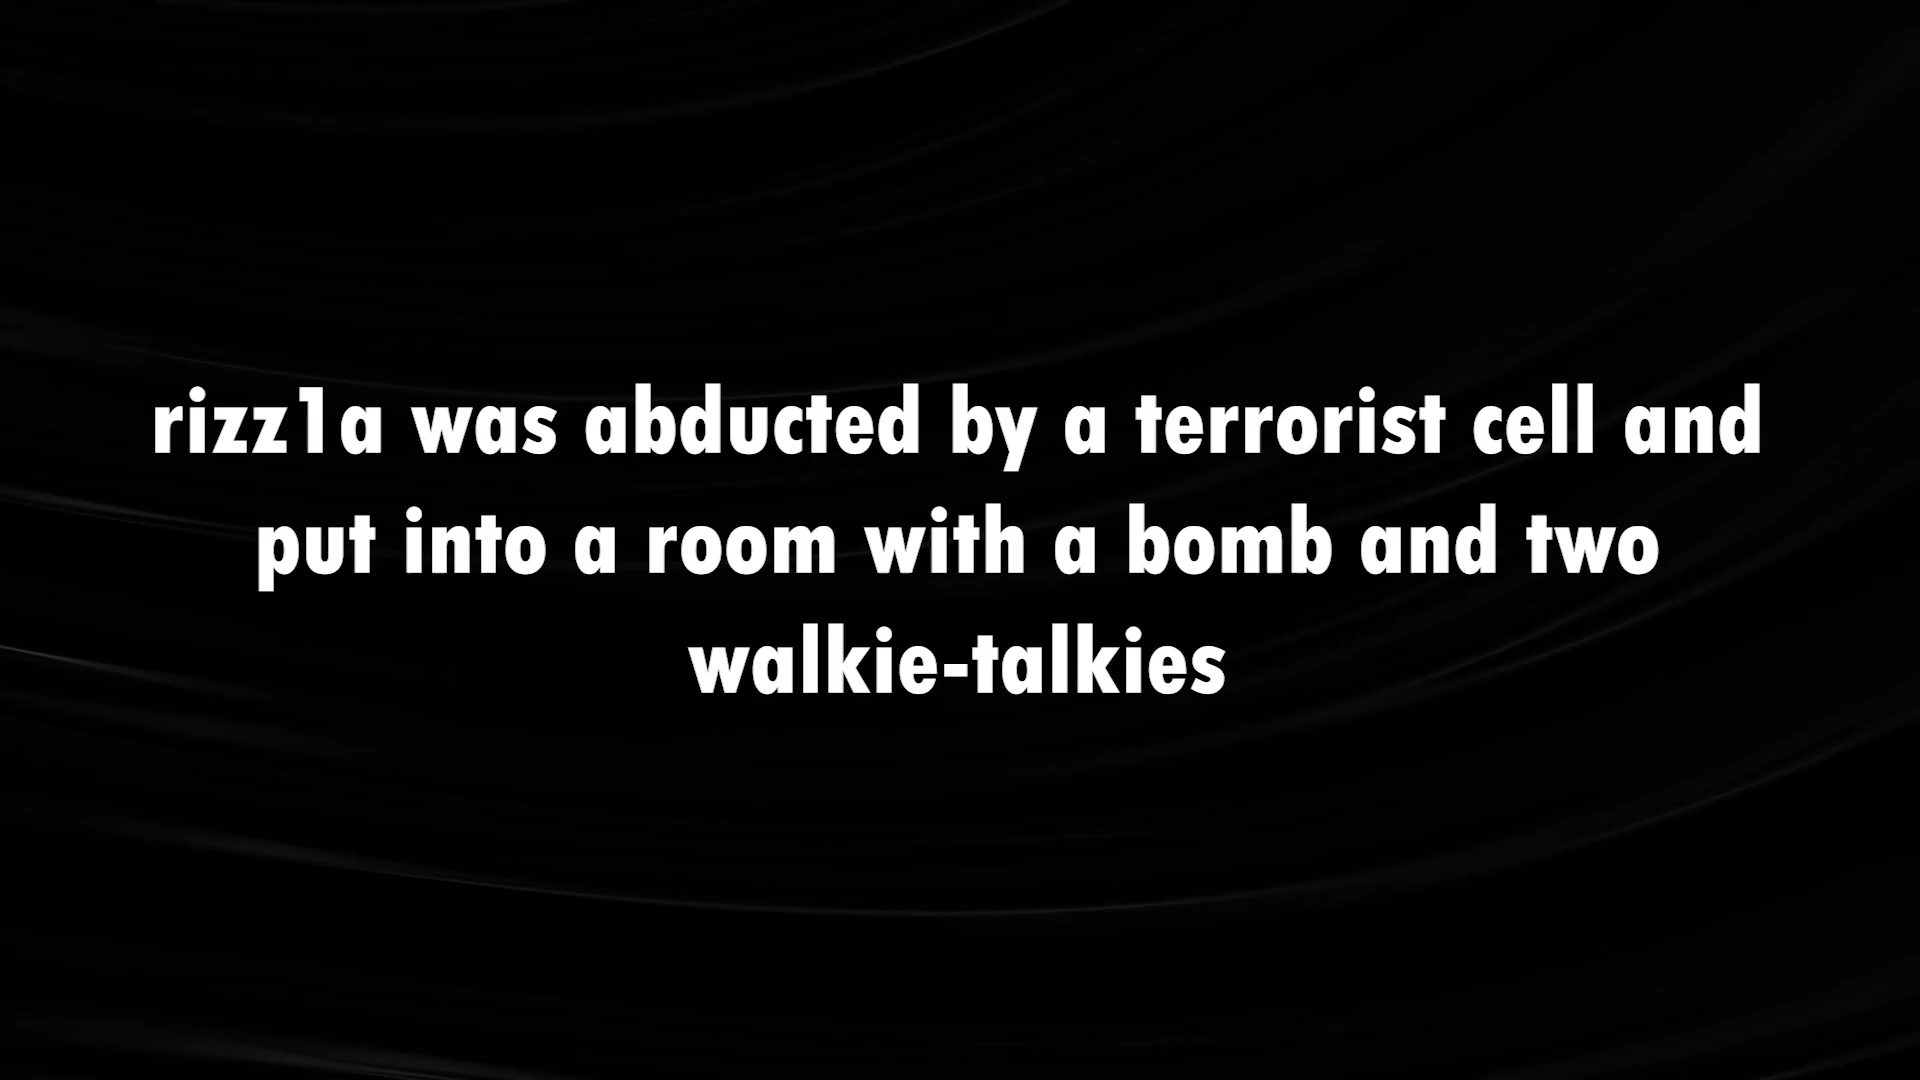 rizz1a was abducted by a terrorist cell and
put into a room with a bomb and two
walkie-talkies